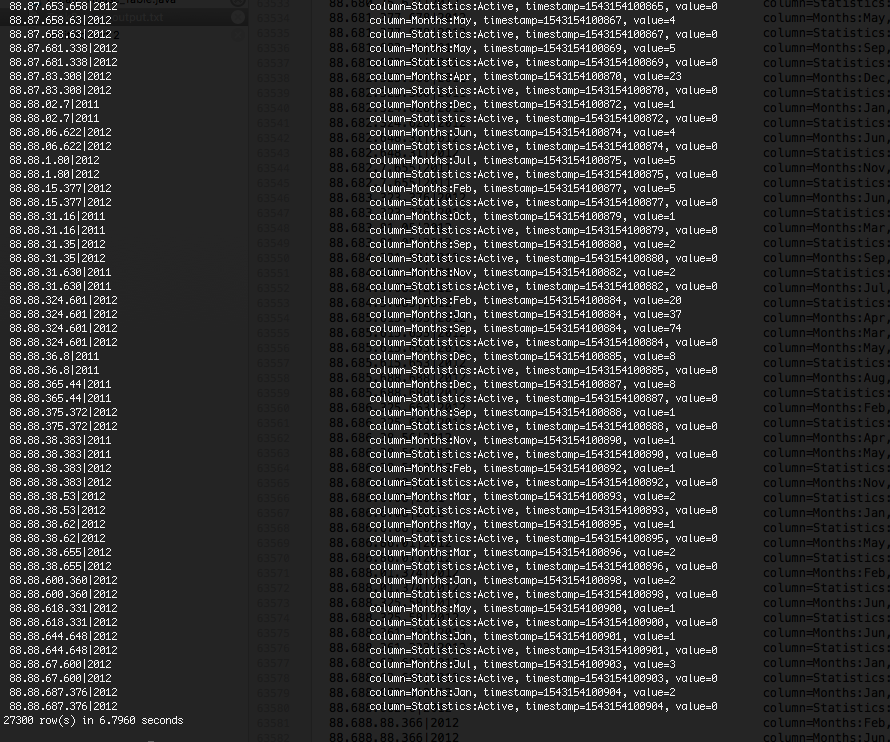 88.87.653.658|2012 column=Statistics:Active, timestamp=1543154100865, value=0
88.87.658.63|2012 column=Months:May, timestamp=1543154100867, value=4
88.87.658.63|2012 column=Statistics:Active, timestamp=1543154100867, value=0
88.87.681.338|2012 column=Months:May, timestamp=1543154100869, value=5
88.87.681.338|2012 column=Statistics:Active, timestamp=1543154100869, value=0
88.87.83.308|2012 column=Months:Apr, timestamp=1543154100870, value=23
88.87.83.308|2012 column=Statistics:Active, timestamp=1543154100870, value=0
88.88.02.7|2011 column=Months:Dec, timestamp=1543154100872, value=1
88.88.02.7|2011 column=Statistics:Active, timestamp=1543154100872, value=0
88.88.06.622|2012 column=Months:Jun, timestamp=1543154100874, value=4
88.88.06.622|2012 column=Statistics:Active, timestamp=1543154100874, value=0
88.88.1.80|2012 column=Months:Jul, timestamp=1543154100875, value=5
88.88.1.80|2012 column=Statistics:Active, timestamp=1543154100875, value=0
88.88.15.377|2012 column=Months:Feb, timestamp=1543154100877, value=5
88.88.15.377|2012 column=Statistics:Active, timestamp=1543154100877, value=0
88.88.31.16|2011 column=Months:Oct, timestamp=1543154100879, value=1
88.88.31.16|2011 column=Statistics:Active, timestamp=1543154100879, value=0
88.88.31.35|2012 column=Months:Sep, timestamp=1543154100880, value=2
88.88.31.35|2012 column=Statistics:Active, timestamp=1543154100880, value=0
88.88.31.630|2011 column=Months:Nov, timestamp=1543154100882, value=2
88.88.31.630|2011 column=Statistics:Active, timestamp=1543154100882, value=0
88.88.324.601|2012 column=Months:Feb, timestamp=1543154100884, value=20
88.88.324.601|2012 column=Months:Jan, timestamp=1543154100884, value=37
88.88.324.601|2012 column=Months:Sep, timestamp=1543154100884, value=74
88.88.324.601|2012 column=Statistics:Active, timestamp=1543154100884, value=0
88.88.36.8|2011 column=Months:Dec, timestamp=1543154100885, value=8
88.88.36.8|2011 column=Statistics:Active, timestamp=1543154100885, value=0
88.88.365.44|2011 column=Months:Dec, timestamp=1543154100887, value=8
88.88.365.44|2011 column=Statistics:Active, timestamp=1543154100887, value=0
88.88.375.372|2012 column=Months:Sep, timestamp=1543154100888, value=1
88.88.375.372|2012 column=Statistics:Active, timestamp=1543154100888, value=0
88.88.38.383|2011 column=Months:Nov, timestamp=1543154100890, value=1
88.88.38.383|2011 column=Statistics:Active, timestamp=1543154100890, value=0
88.88.38.383|2012 column=Months:Feb, timestamp=1543154100892, value=1
88.88.38.383|2012 column=Statistics:Active, timestamp=1543154100892, value=0
88.88.38.53|2012 column=Months:Mar, timestamp=1543154100893, value=2
88.88.38.53|2012 column=Statistics:Active, timestamp=1543154100893, value=0
88.88.38.62|2012 column=Months:May, timestamp=1543154100895, value=1
88.88.38.62|2012 column=Statistics:Active, timestamp=1543154100895, value=0
88.88.38.655|2012 column=Months:Mar, timestamp=1543154100896, value=2
88.88.38.655|2012 column=Statistics:Active, timestamp=1543154100896, value=0
88.88.600.360|2012 column=Months:Jan, timestamp=1543154100898, value=2
88.88.600.360|2012 column=Statistics:Active, timestamp=1543154100898, value=0
88.88.618.331|2012 column=Months:May, timestamp=1543154100900, value=1
88.88.618.331|2012 column=Statistics:Active, timestamp=1543154100900, value=0
88.88.644.648|2012 column=Months:Jan, timestamp=1543154100901, value=1
88.88.644.648|2012 column=Statistics:Active, timestamp=1543154100901, value=0
88.88.67.600|2012 column=Months:Jul, timestamp=1543154100903, value=3
88.88.67.600|2012 column=Statistics:Active, timestamp=1543154100903, value=0
88.88.687.376|2012 column=Months:Jan, timestamp=1543154100904, value=2
88.88.687.376|2012 column=Statistics:Active, timestamp=1543154100904, value=0
27300 row(s) in 6.7960 seconds
88.688.88.366|2012 column=Months:Feb
88.688.88.366|2012 column=Months:Jun